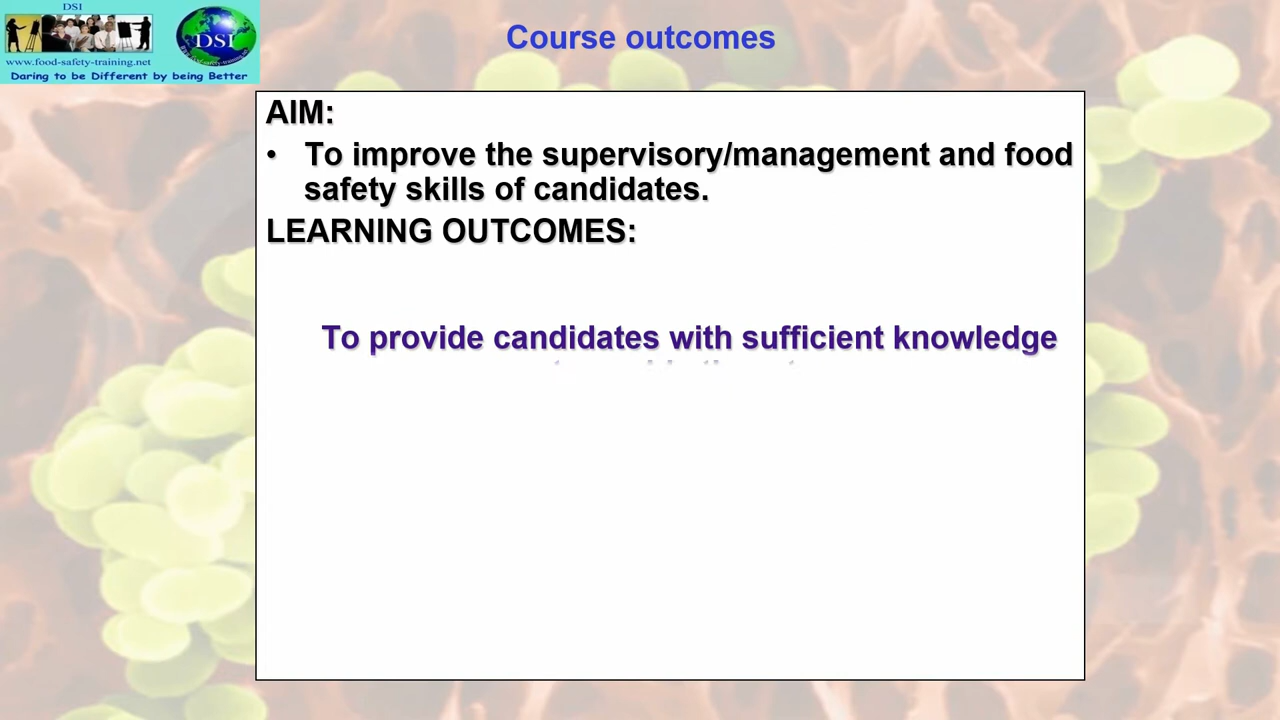 DSI
DSI
www.food-safety-training.net
Daring to be Different by being Better
Course outcomes
AIM:
• To improve the supervisory/management and food
safety skills of candidates.
LEARNING OUTCOMES:
To provide candidates with sufficient knowledge